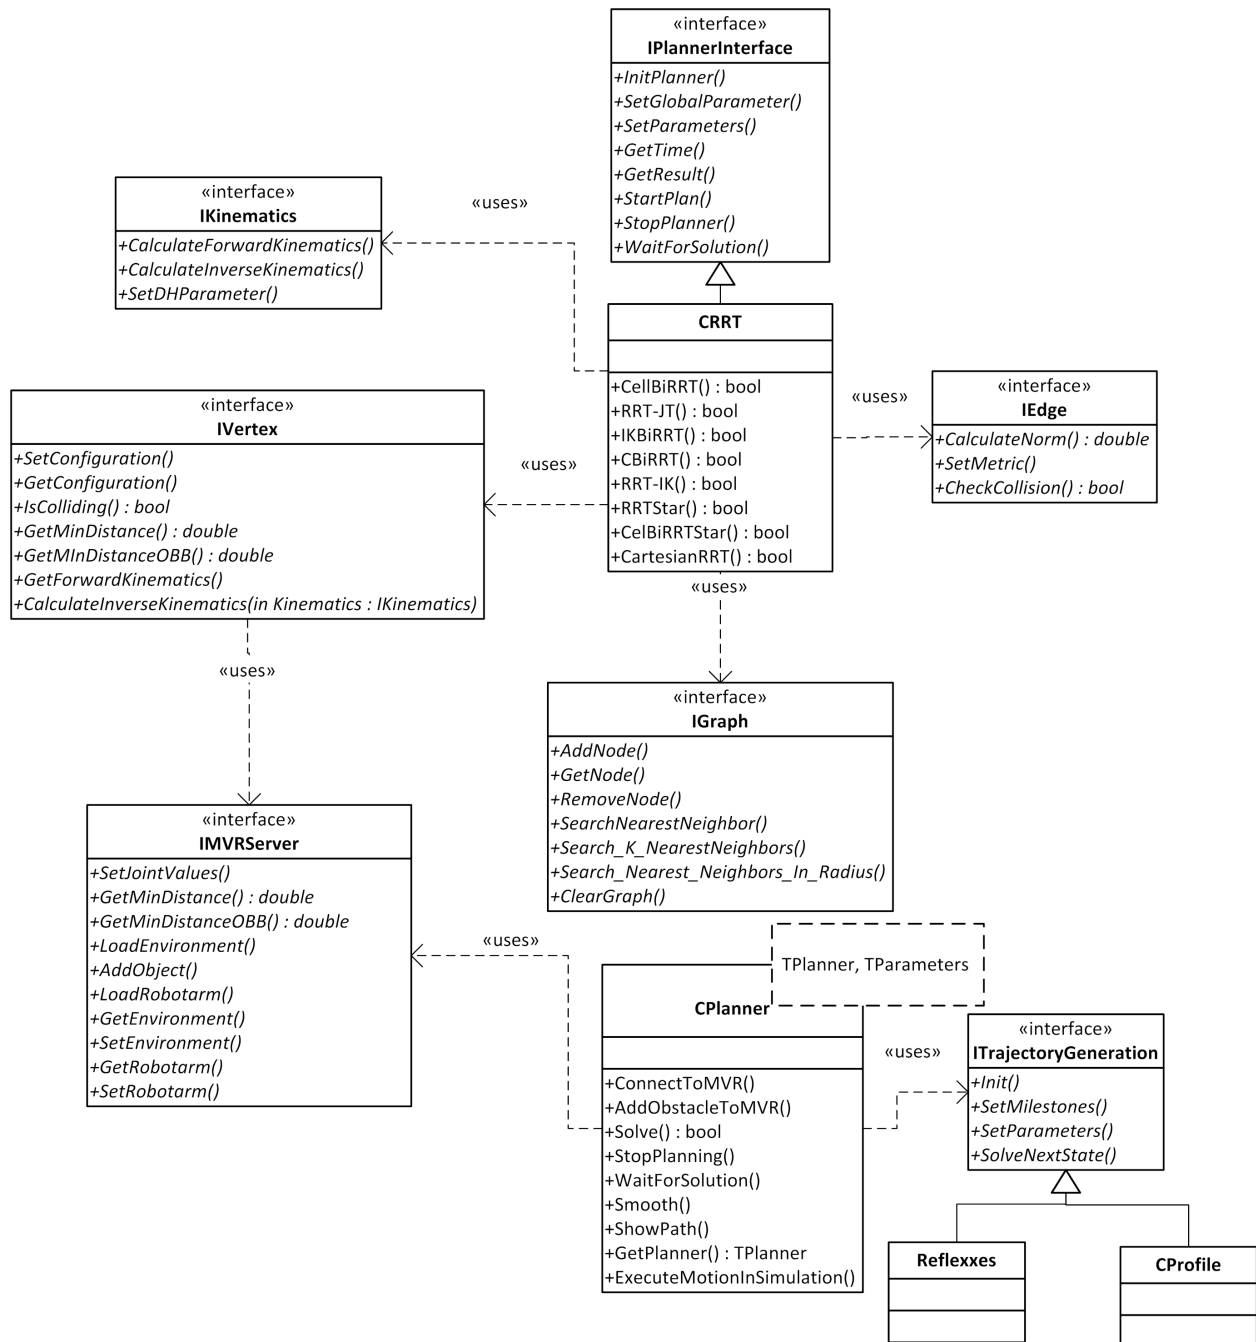 «interface»
IPlannerInterface
+InitPlanner()
+SetGlobalParameter()
+SetParameters()
+GetTime()
+GetResult()
+StartPlan()
+StopPlanner()
+WaitForSolution()
«interface»
IKinematics
+CalculateForwardKinematics()
+CalculateInverseKinematics()
+SetDHParameter()
«uses»
CRRT
+CellBiRRT() : bool
+RRT-JT() : bool
+IKBiRRT() : bool
+CBiRRT() : bool
+RRT-IK() : bool
+RRTStar() : bool
+CelBiRRTStar() : bool
+CartesianRRT() : bool
«uses»
«interface»
IEdge
+CalculateNorm() : double
+SetMetric()
+CheckCollision() : bool
«interface»
IVertex
+SetConfiguration()
+GetConfiguration()
+IsColliding() : bool
+GetMinDistance() : double
+GetMInDistanceOBB() : double
+GetForwardKinematics()
+CalculateInverseKinematics(in Kinematics : IKinematics)
«uses»
«uses»
«uses»
«interface»
IGraph
+AddNode()
+GetNode()
+RemoveNode()
+SearchNearestNeighbor()
+Search_K_NearestNeighbors()
+Search_Nearest_Neighbors_In_Radius()
+ClearGraph()
«interface»
IMVRServer
+SetJointValues()
+GetMinDistance() : double
+GetMinDistanceOBB() : double
+LoadEnvironment()
+AddObject()
+LoadRobotarm()
+GetEnvironment()
+SetEnvironment()
+GetRobotarm()
+SetRobotarm()
«uses»
TPlanner, TParameters
CPlanner
+ConnectToMVR()
+AddObstacleToMVR()
+Solve() : bool
+StopPlanning()
+WaitForSolution()
+Smooth()
+ShowPath()
+GetPlanner() : TPlanner
+ExecuteMotionInSimulation()
«uses»
«interface»
ITrajectoryGeneration
+Init()
+SetMilestones()
+SetParameters()
+SolveNextState()
Reflexxes
CProfile